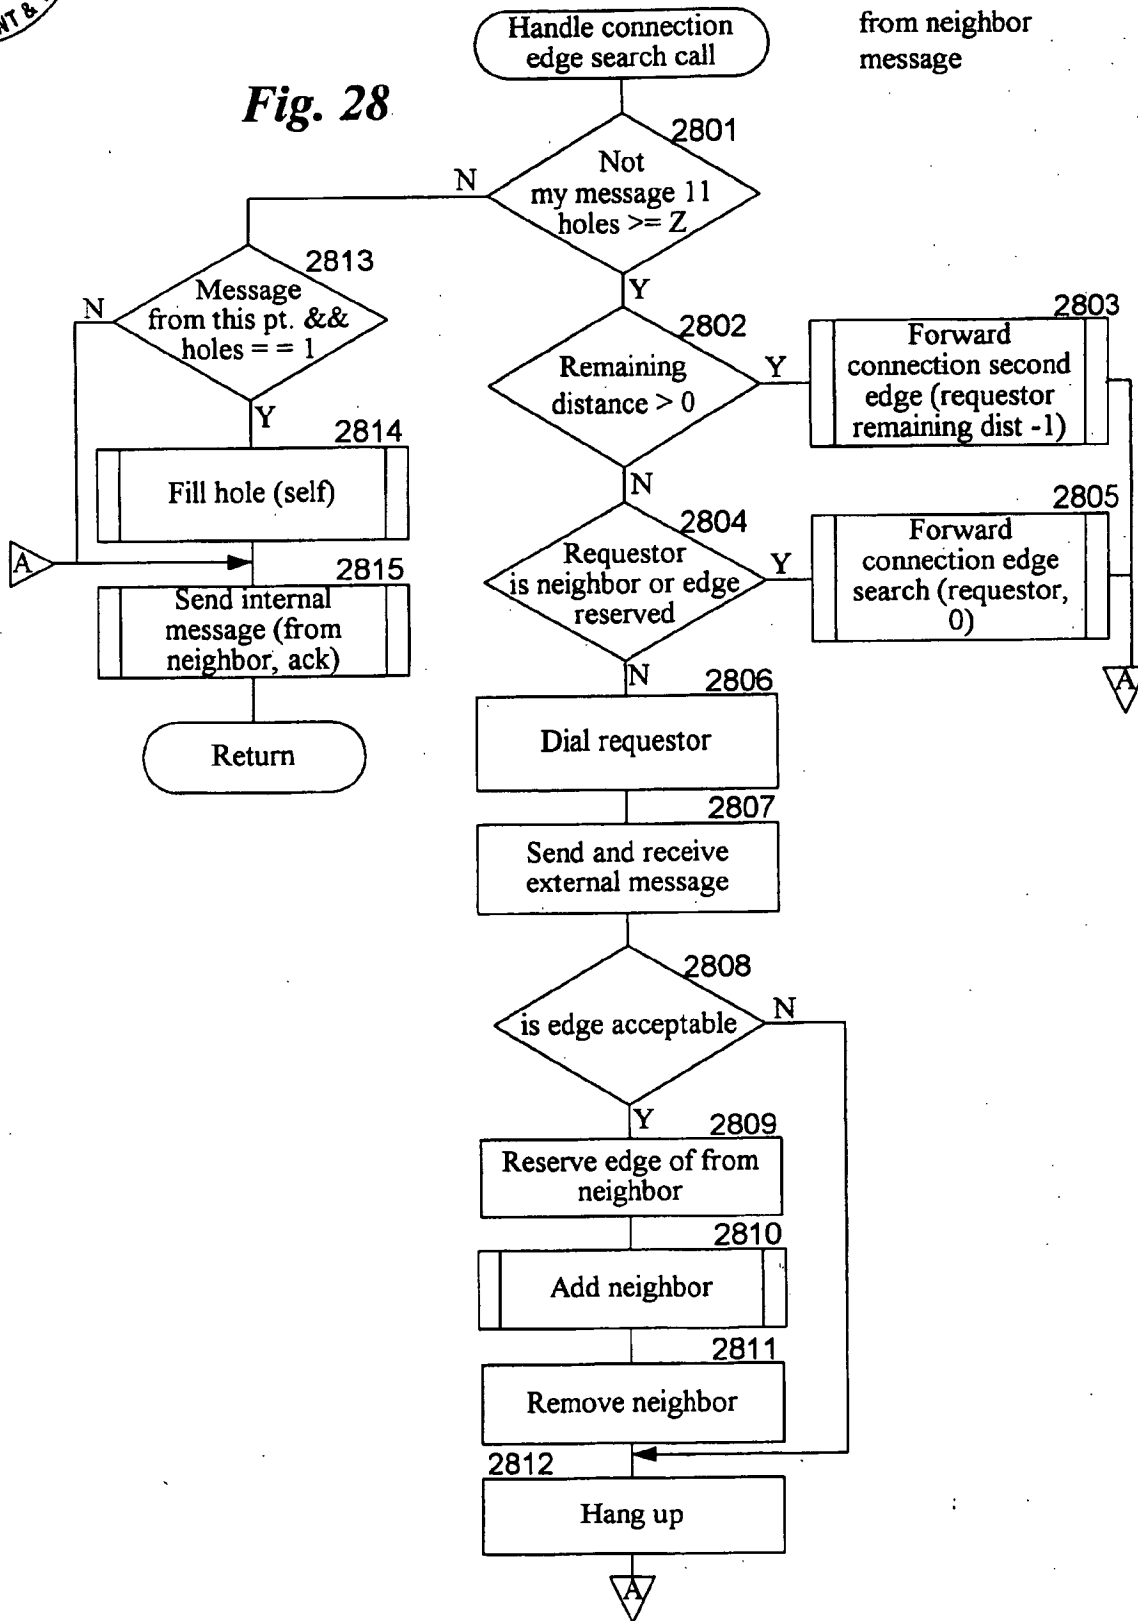 NT &
Handle connection
edge search call
from neighbor
message
Fig. 28
2801
Not
my message 11
holes >= Z
N
Y
2813
Message
from this pt. &&
holes = = 1
N
Y
2814
Fill hole (self)
A
2815
Send internal
message (from
neighbor, ack)
Return
2802
Remaining
distance > 0
Y
N
2803
Forward
connection second
edge (requestor
remaining dist -1)
2804
Requestor
is neighbor or edge
reserved
Y
N
2805
Forward
connection edge
search (requestor,
0)
A
2806
Dial requestor
2807
Send and receive
external message
2808
is edge acceptable
N
Y
2809
Reserve edge of from
neighbor
2810
Add neighbor
2811
Remove neighbor
2812
Hang up
A